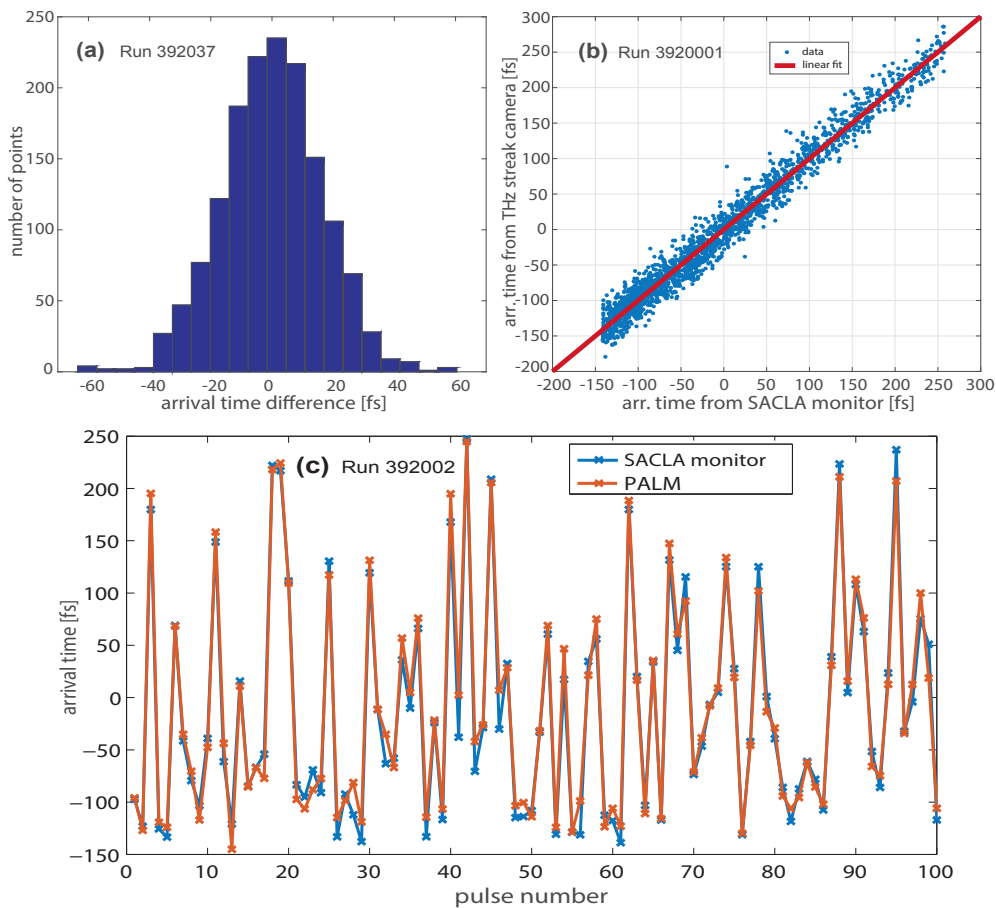 (a) Run 392037
number of points
250
200
150
100
50
0
-60 -40 -20 0 20 40 60
arrival time difference [fs]
(b) Run 3920001
data
linear fit
arr. time from THz streak camera [fs]
300
250
200
150
100
50
0
-50
-100
-150
-200
-200 -150 -100 -50 0 50 100 150 200 250 300
arr. time from SACLA monitor [fs]
(c) Run 392002
SACLA monitor
PALM
arrival time [fs]
250
200
150
100
50
0
−50
−100
−150
0 10 20 30 40 50 60 70 80 90 100
pulse number